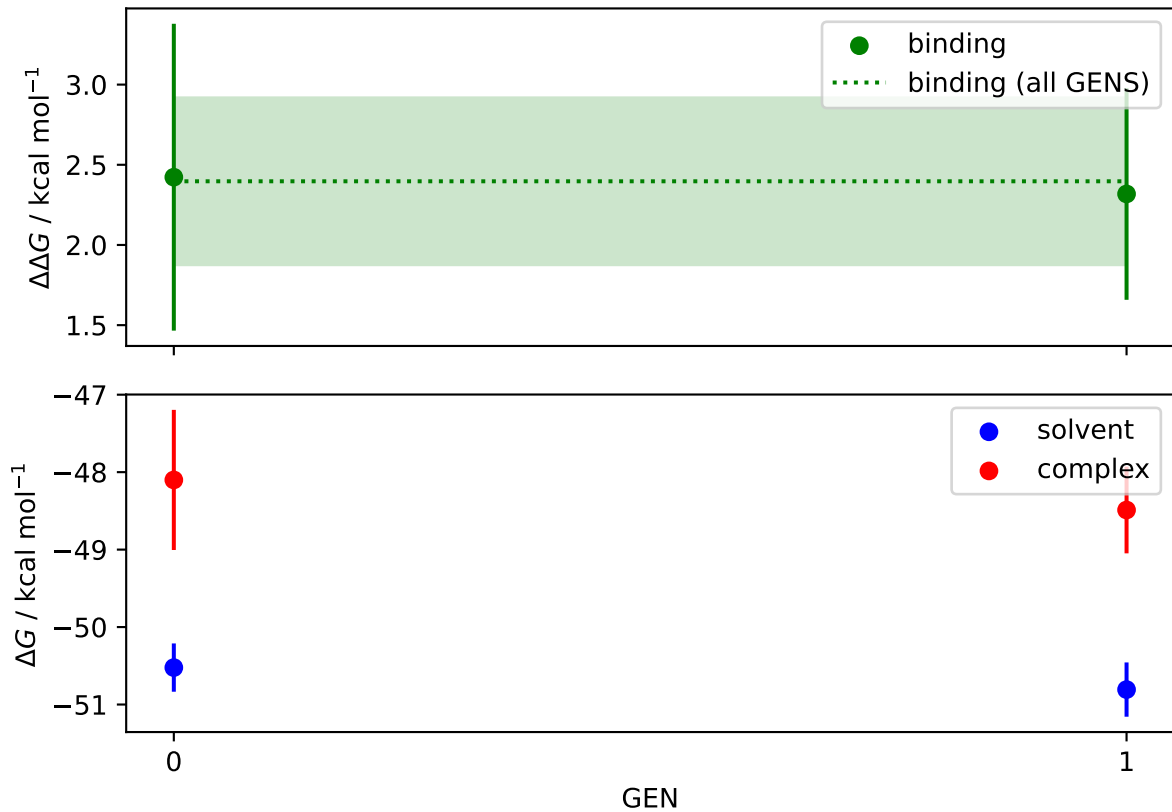 binding
binding (all GENS)
3.0
2.5
2.0
1.5
ΔΔG / kcal mol⁻¹
−47
−48
−49
−50
−51
ΔG / kcal mol⁻¹
solvent
complex
0
1
GEN